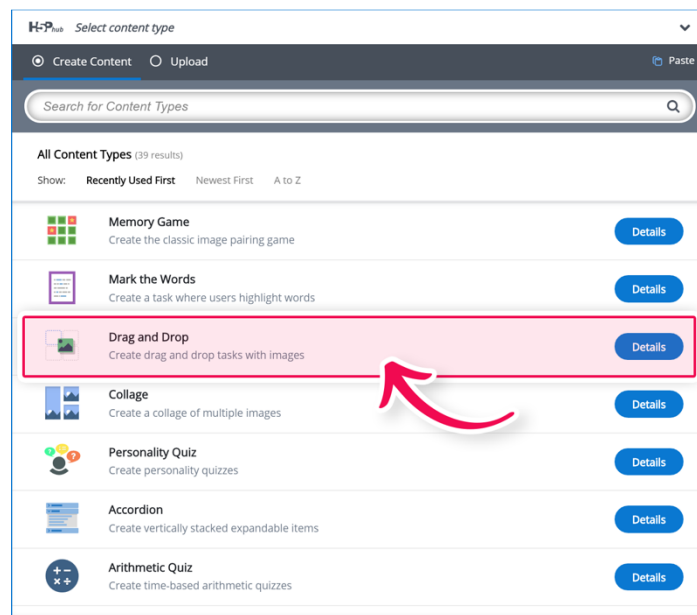 H5Phub Select content type
Create Content Upload Paste
Search for Content Types
All Content Types (39 results)
Show: Recently Used First Newest First A to Z
Memory Game
Create the classic image pairing game
Details
Mark the Words
Create a task where users highlight words
Details
Drag and Drop
Create drag and drop tasks with images
Details
Collage
Create a collage of multiple images
Details
Personality Quiz
Create personality quizzes
Details
Accordion
Create vertically stacked expandable items
Details
Arithmetic Quiz
Create time-based arithmetic quizzes
Details